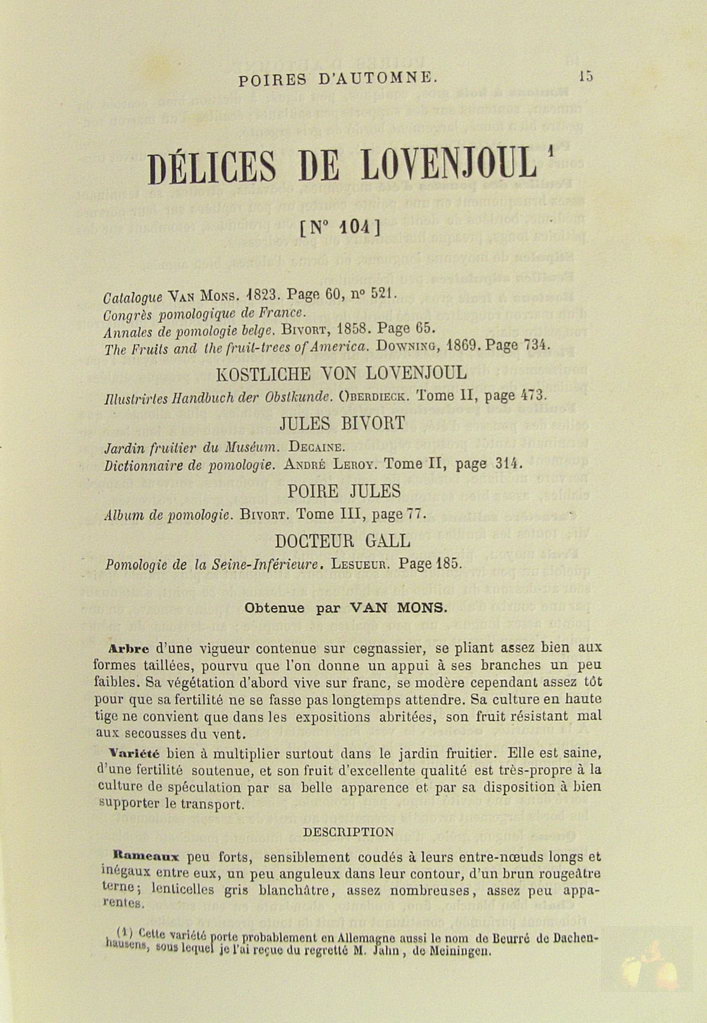 POIRES D'AUTOMNE. 15
DÉLICES DE LOVENJOUL ¹
[N° 104]
Catalogue VAN MONS. 1823. Page 60, n° 521.
Congrès pomologique de France.
Annales de pomologie belge. BIVORT, 1858. Page 65.
The Fruits and the fruit-trees of America. DOWNING, 1869. Page 734.
KOSTLICHE VON LOVENJOUL
Illustrirtes Handbuch der Obstkunde. OBERDIECK. Tome II, page 473.
JULES BIVORT
Jardin fruitier du Muséum. DECAINE.
Dictionnaire de pomologie. ANDRÉ LEROY. Tome II, page 314.
POIRE JULES
Album de pomologie. BIVORT. Tome III, page 77.
DOCTEUR GALL
Pomologie de la Seine-Inférieure. LESUEUR. Page 185.
Obtenue par VAN MONS.
Arbre d'une vigueur contenue sur cognassier, se pliant assez bien aux
formes taillées, pourvu que l'on donne un appui à ses branches un peu
faibles. Sa végétation d'abord vive sur franc, se modère cependant assez tôt
pour que sa fertilité ne se fasse pas longtemps attendre. Sa culture en haute
tige ne convient que dans les expositions abritées, son fruit résistant mal
aux secousses du vent.
Variété bien à multiplier surtout dans le jardin fruitier. Elle est saine,
d'une fertilité soutenue, et son fruit d'excellente qualité est très-propre à la
culture de spéculation par sa belle apparence et par sa disposition à bien
supporter le transport.
DESCRIPTION
Rameaux peu forts, sensiblement coudés à leurs entre-nœuds longs et
inégaux entre eux, un peu anguleux dans leur contour, d'un brun rougeâtre
terne; lenticelles gris blanchâtre, assez nombreuses, assez peu appa-
rentes.
(1) Cette variété porte probablement en Allemagne aussi le nom de Beurré de Dachen-
hausens, sous lequel je l'ai reçue du regretté M. Jahn, de Meiningen.